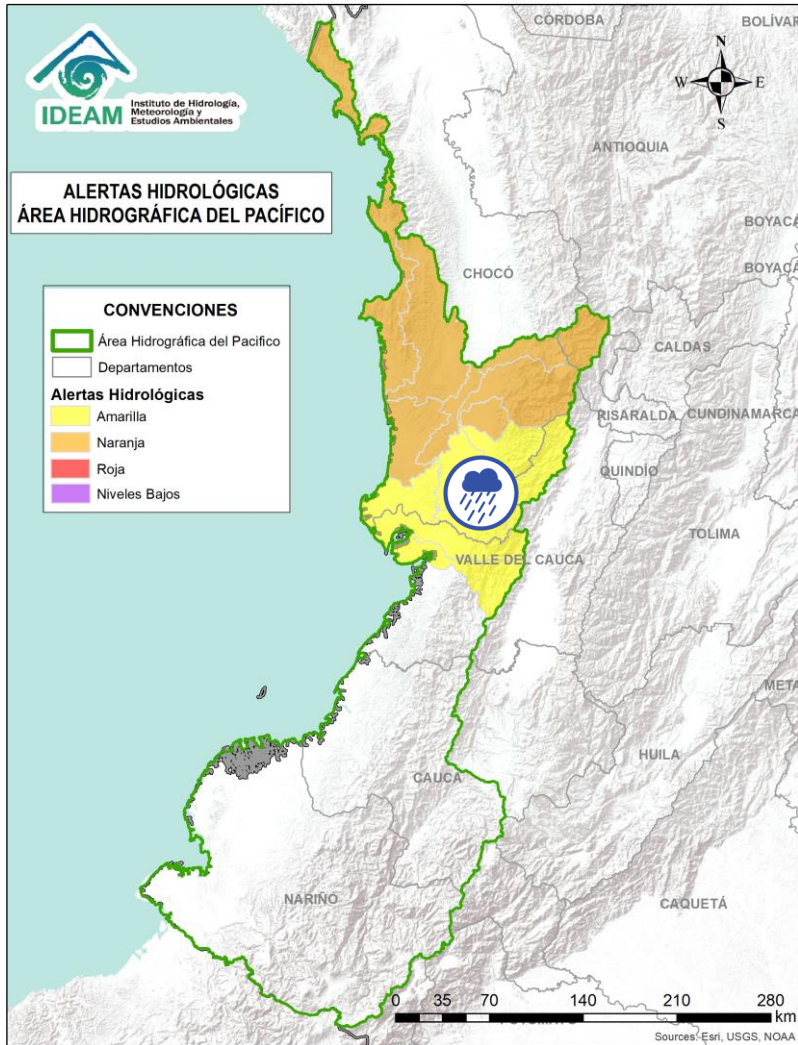 CÓRDOBA
BOLÍVAR
N
W E
S
IDEAM
Instituto de Hidrología,
Meteorología y
Estudios Ambientales
ANTIOQUIA
ALERTAS HIDROLÓGICAS
ÁREA HIDROGRÁFICA DEL PACÍFICO
BOYACÁ
BOYACÁ
CHOCÓ
CONVENCIONES
Área Hidrográfica del Pacifico
Departamentos
Alertas Hidrológicas
Amarilla
Naranja
Roja
Niveles Bajos
CALDAS
RISARALDA
CUNDINAMARCA
QUINDÍO
TOLIMA
VALLE DEL CAUCA
META
HUILA
CAUCA
NARIÑO
CAQUETÁ
0 35 70 140 210 280
km
Sources: Esri, USGS, NOAA